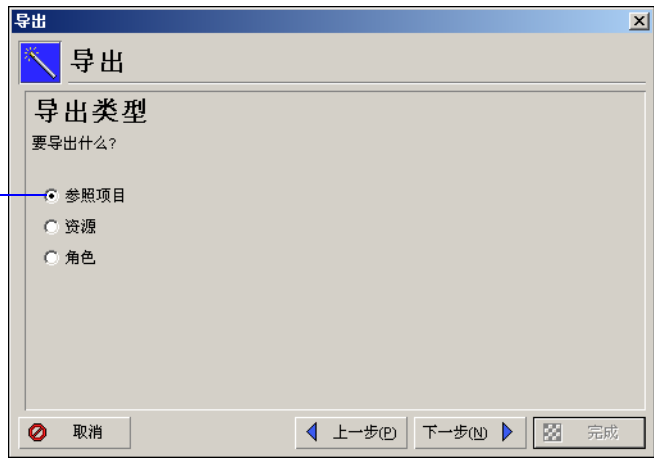 导出
导出
导出类型
要导出什么?
参照项目
资源
角色
取消
上一步(P)
下一步(N)
完成